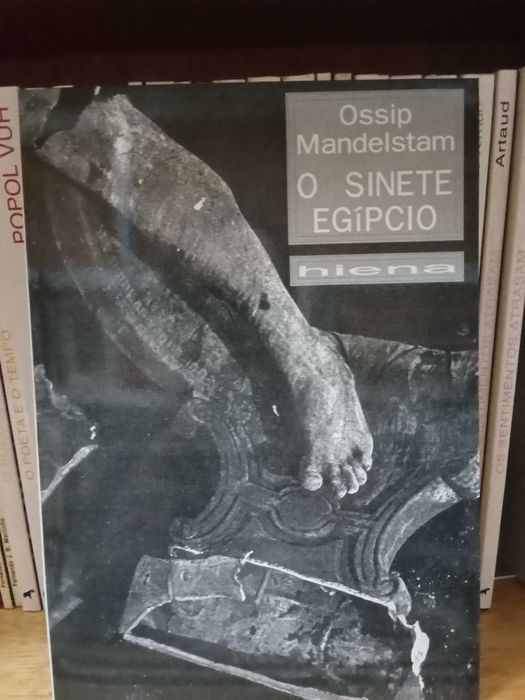 Ossip
Mandelstam
O SINETE
EGíPCIO
hiena
POPOL VUH
O POETA E O TEMPO
Artaud
OS SENTIMENTOS ATRASAM